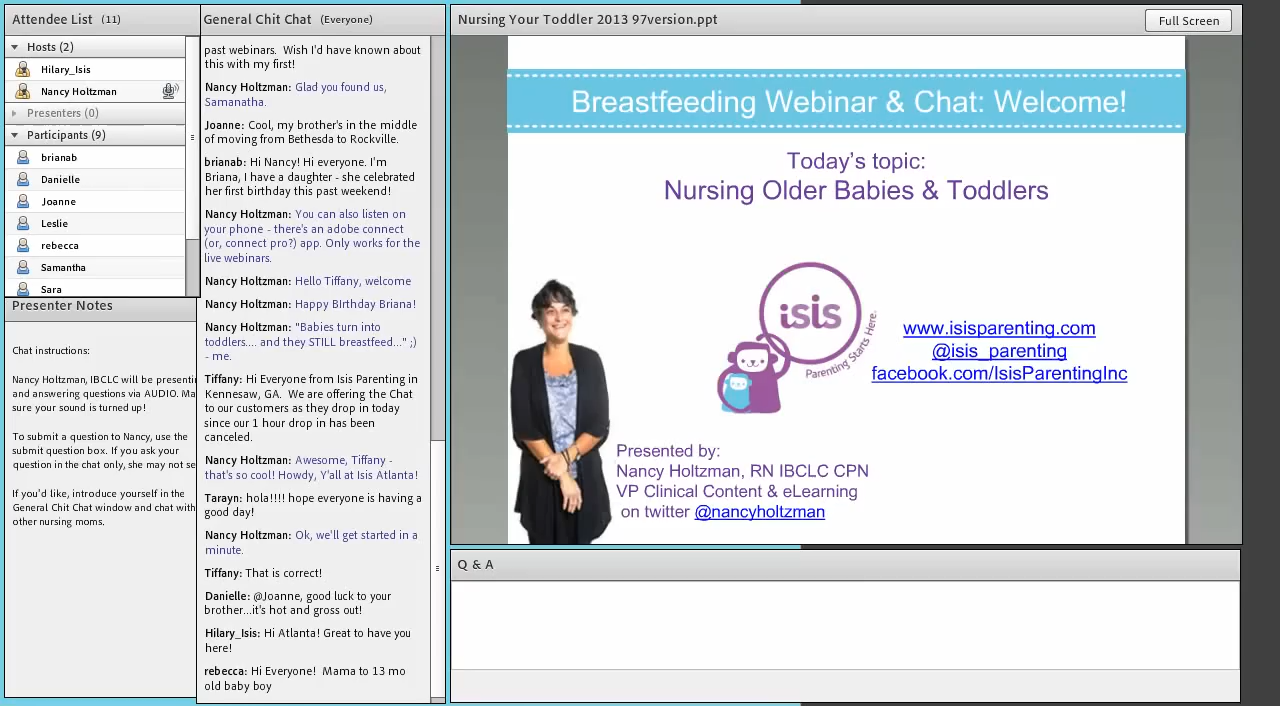 Attendee List (11)
Hosts (2)
Hilary_Isis
Nancy Holtzman
Presenters (0)
Participants (9)
brianab
Danielle
Joanne
Leslie
rebecca
Samantha
Sara
Presenter Notes
Chat instructions:
Nancy Holtzman, IBCLC will be presenti
and answering questions via AUDIO. Ma
sure your sound is turned up!
To submit a question to Nancy, use the
submit question box. If you ask your
question in the chat only, she may not se
If you'd like, introduce yourself in the
General Chit Chat window and chat with
other nursing moms.
General Chit Chat (Everyone)
past webinars. Wish I'd have known about
this with my first!
Nancy Holtzman: Glad you found us,
Samanatha.
Joanne: Cool, my brother's in the middle
of moving from Bethesda to Rockville.
brianab: Hi Nancy! Hi everyone. I'm
Briana, I have a daughter - she celebrated
her first birthday this past weekend!
Nancy Holtzman: You can also listen on
your phone - there's an adobe connect
(or, connect pro?) app. Only works for the
live webinars.
Nancy Holtzman: Hello Tiffany, welcome
Nancy Holtzman: Happy BIrthday Briana!
Nancy Holtzman: "Babies turn into
toddlers.... and they STILL breastfeed..." ;)
- me.
Tiffany: Hi Everyone from Isis Parenting in
Kennesaw, GA. We are offering the Chat
to our customers as they drop in today
since our 1 hour drop in has been
canceled.
Nancy Holtzman: Awesome, Tiffany -
that's so cool! Howdy, Y'all at Isis Atlanta!
Tarayn: hola!!!! hope everyone is having a
good day!
Nancy Holtzman: Ok, we'll get started in a
minute.
Tiffany: That is correct!
Danielle: @Joanne, good luck to your
brother...it's hot and gross out!
Hilary_Isis: Hi Atlanta! Great to have you
here!
rebecca: Hi Everyone! Mama to 13 mo
old baby boy
Nursing Your Toddler 2013 97version.ppt
Full Screen
Breastfeeding Webinar & Chat: Welcome!
Today's topic:
Nursing Older Babies & Toddlers
isis
Parenting Starts Here.
www.isisparenting.com
@isis_parenting
facebook.com/IsisParentingInc
Presented by:
Nancy Holtzman, RN IBCLC CPN
VP Clinical Content & eLearning
on twitter @nancyholtzman
Q & A